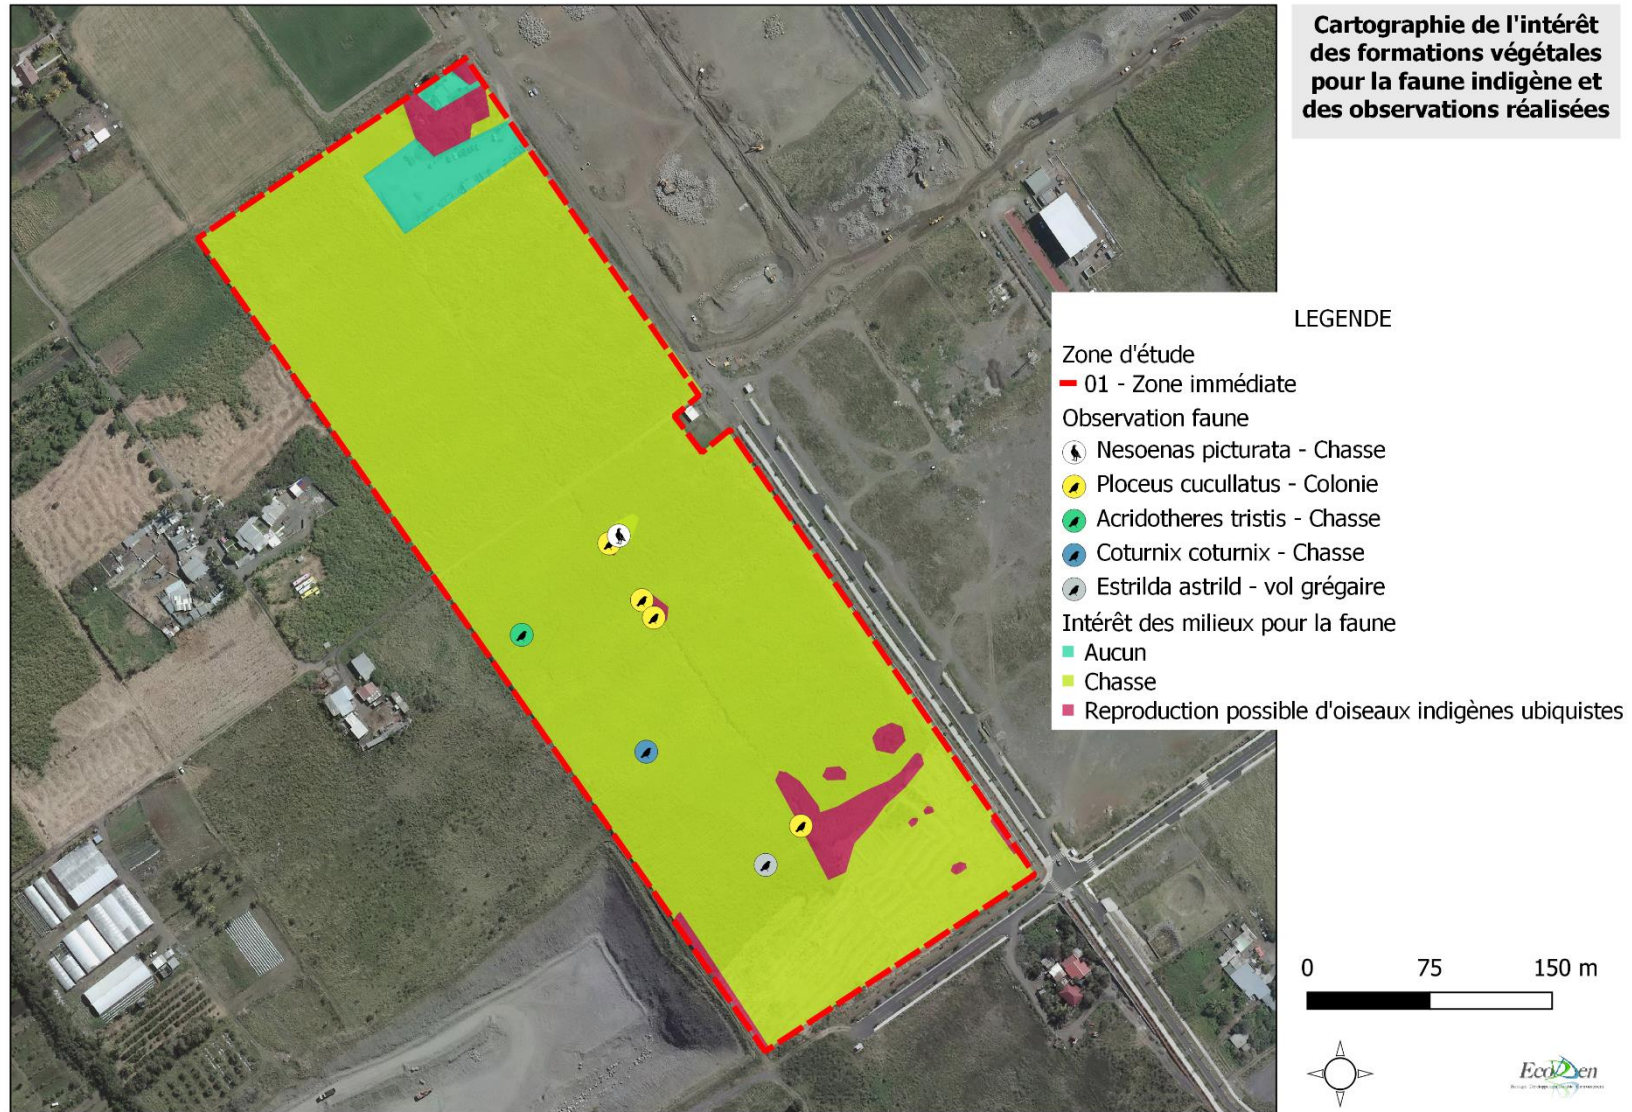 Cartographie de l'intérêt
des formations végétales
pour la faune indigène et
des observations réalisées
LEGENDE
Zone d'étude
01 - Zone immédiate
Observation faune
Nesoenas picturata - Chasse
Ploceus cucullatus - Colonie
Acridotheres tristis - Chasse
Coturnix coturnix - Chasse
Estrilda astrild - vol grégaire
Intérêt des milieux pour la faune
Aucun
Chasse
Reproduction possible d'oiseaux indigènes ubiquistes
0 75 150 m